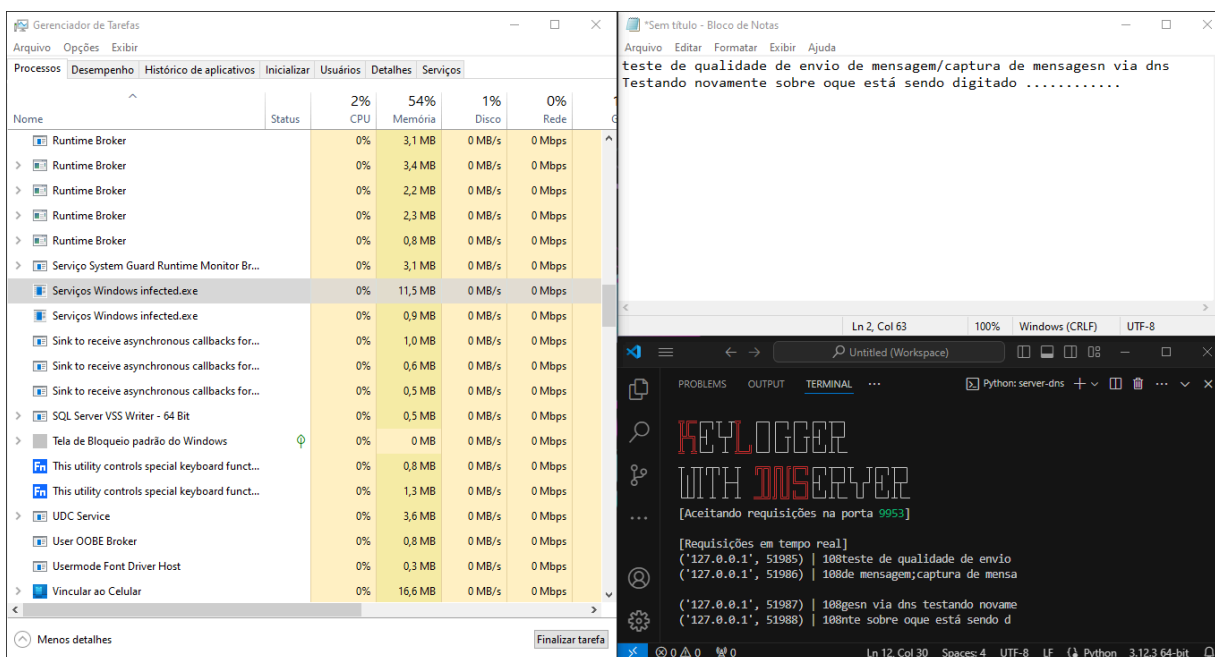 Gerenciador de Tarefas
Arquivo Opções Exibir
Processos Desempenho Histórico de aplicativos Inicializar Usuários Detalhes Serviços
2% 54% 1% 0%
Nome Status CPU Memória Disco Rede
Runtime Broker 0% 3,1 MB 0 MB/s 0 Mbps
Runtime Broker 0% 3,4 MB 0 MB/s 0 Mbps
Runtime Broker 0% 2,2 MB 0 MB/s 0 Mbps
Runtime Broker 0% 2,3 MB 0 MB/s 0 Mbps
Runtime Broker 0% 0,8 MB 0 MB/s 0 Mbps
Serviço System Guard Runtime Monitor Br... 0% 3,1 MB 0 MB/s 0 Mbps
Serviços Windows infected.exe 0% 11,5 MB 0 MB/s 0 Mbps
Serviços Windows infected.exe 0% 0,9 MB 0 MB/s 0 Mbps
Sink to receive asynchronous callbacks for... 0% 1,0 MB 0 MB/s 0 Mbps
Sink to receive asynchronous callbacks for... 0% 0,6 MB 0 MB/s 0 Mbps
Sink to receive asynchronous callbacks for... 0% 0,5 MB 0 MB/s 0 Mbps
SQL Server VSS Writer - 64 Bit 0% 0,5 MB 0 MB/s 0 Mbps
Tela de Bloqueio padrão do Windows 0% 0 MB 0 MB/s 0 Mbps
Fn This utility controls special keyboard funct... 0% 0,8 MB 0 MB/s 0 Mbps
Fn This utility controls special keyboard funct... 0% 1,3 MB 0 MB/s 0 Mbps
UDC Service 0% 3,6 MB 0 MB/s 0 Mbps
User OOBE Broker 0% 0,8 MB 0 MB/s 0 Mbps
Usermode Font Driver Host 0% 0,3 MB 0 MB/s 0 Mbps
Vincular ao Celular 0% 16,6 MB 0 MB/s 0 Mbps
Menos detalhes Finalizar tarefa
*Sem título - Bloco de Notas
Arquivo Editar Formatar Exibir Ajuda
teste de qualidade de envio de mensagem/captura de mensagesn via dns
Testando novamente sobre oque está sendo digitado ............
Ln 2, Col 63 100% Windows (CRLF) UTF-8
Untitled (Workspace)
PROBLEMS OUTPUT TERMINAL ... Python: server-dns
KEYLOGGER
WITH DNSERVER
[Aceitando requisições na porta 9953]
[Requisições em tempo real]
('127.0.0.1', 51985) | 108teste de qualidade de envio
('127.0.0.1', 51986) | 108de mensagem;captura de mensa
('127.0.0.1', 51987) | 108gesn via dns testando novame
('127.0.0.1', 51988) | 108nte sobre oque está sendo d
0 0 0 Ln 12, Col 30 Spaces: 4 UTF-8 LF Python 3.12.3 64-bit